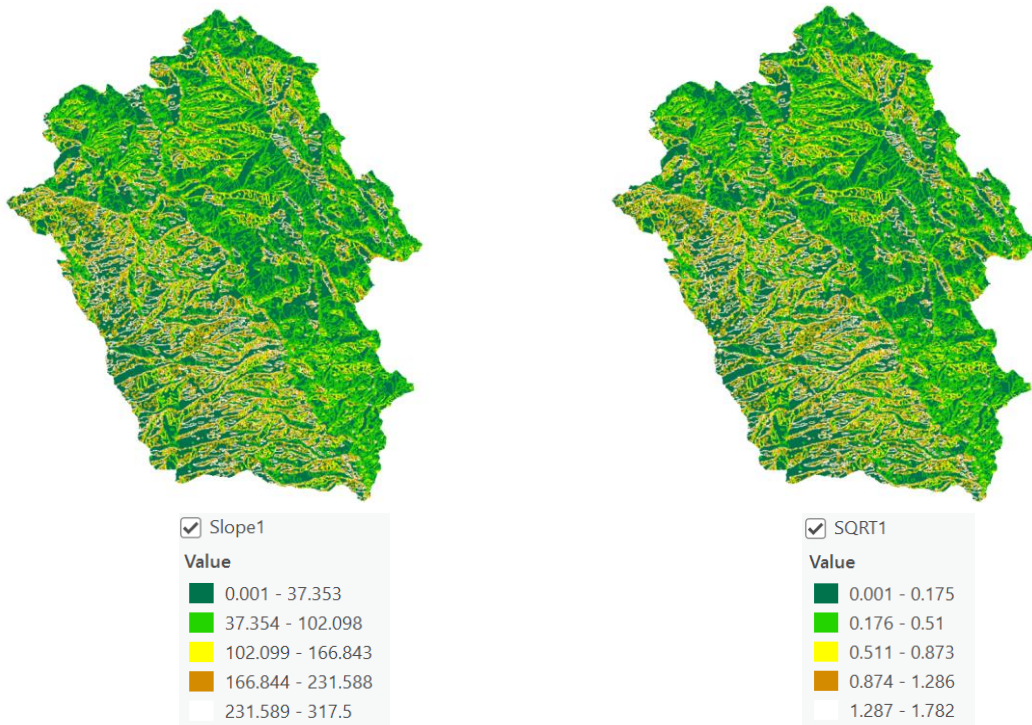 Slope1
Value
0.001 - 37.353
37.354 - 102.098
102.099 - 166.843
166.844 - 231.588
231.589 - 317.5
SQRT1
Value
0.001 - 0.175
0.176 - 0.51
0.511 - 0.873
0.874 - 1.286
1.287 - 1.782